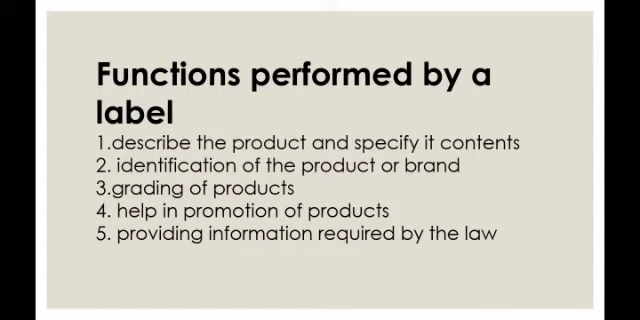 Functions performed by a
label
1.describe the product and specify it contents
2. identification of the product or brand
3.grading of products
4. help in promotion of products
5. providing information required by the law